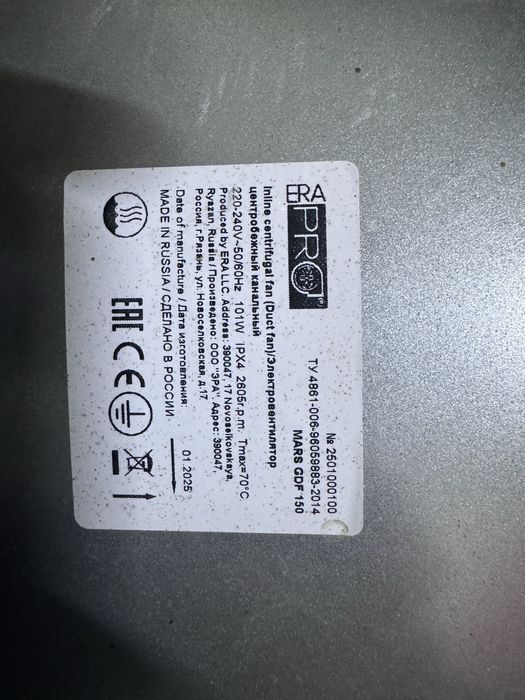 ERA
PRO
ТУ 4861-006-96059883-2014
№ 2501000100
MARS GDF 150
Inline centrifugal fan (Duct fan)/Электровентилятор
центробежный канальный
220-240V~50/60Hz 101W IPX4 2605r.p.m. Tmax=70°C
Produced by ERA LLC. Address: 390047, 17 Novoselkovskaya,
Ryazan, Russia / Произведено: ООО "ЭРА". Адрес: 390047,
Россия, г.Рязань, ул. Новоселковская, д.17
Date of manufacture / Дата изготовления: 01.2025
MADE IN RUSSIA / СДЕЛАНО В РОССИИ
EAC CE